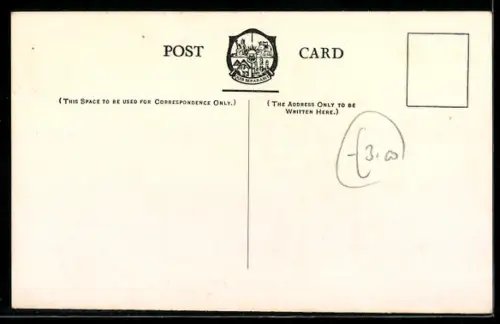 POST CARD
(THIS SPACE TO BE USED FOR CORRESPONDENCE ONLY.)
(THE ADDRESS ONLY TO BE
WRITTEN HERE.)
£3.00